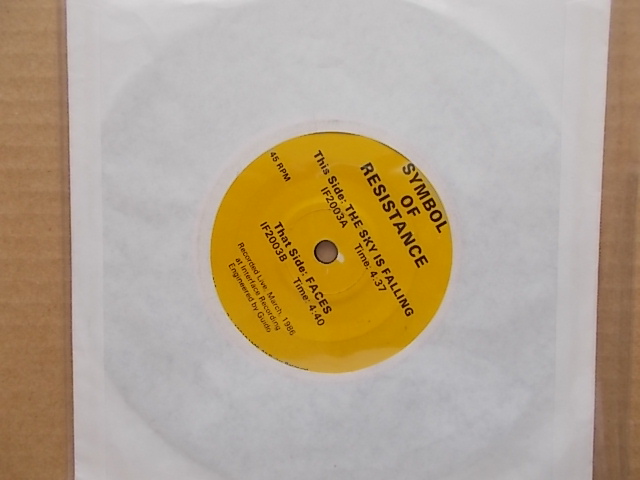 SYMBOL
OF
RESISTANCE
This Side: THE SKY IS FALLING
IF2003A Time: 4.37
That Side: FACES
IF2003B Time: 4:40
45 RPM
Recorded Live, March, 1986
at Interface Recording
Engineered by Guido